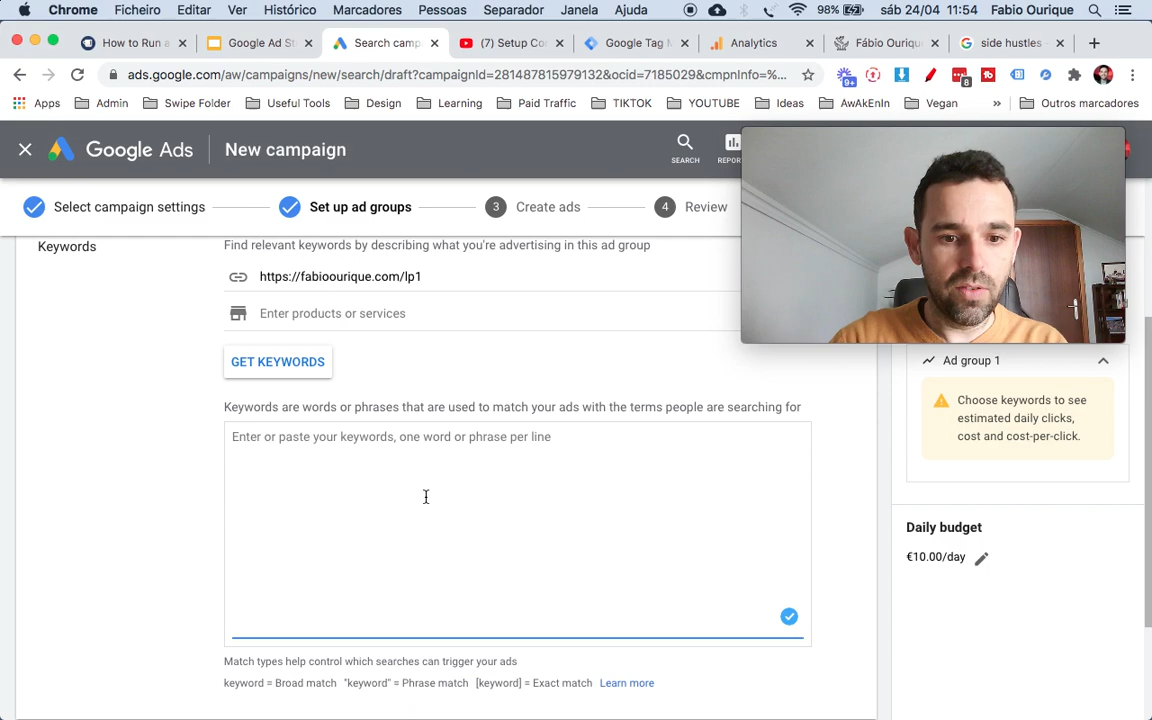 Chrome Ficheiro Editar Ver Histórico Marcadores Pessoas Separador Janela Ajuda 98% sáb 24/04 11:54 Fabio Ourique
How to Run a Google Ad St Search camp (7) Setup Co Google Tag M Analytics Fábio Ouriqu side hustles
ads.google.com/aw/campaigns/new/search/draft?campaignId=281487815979132&ocid=7185029&cmpnInfo=%... 9+ 8
Apps Admin Swipe Folder Useful Tools Design Learning Paid Traffic TIKTOK YOUTUBE Ideas AwAkEnIn Vegan » Outros marcadores
Google Ads New campaign
SEARCH REPOR
Select campaign settings Set up ad groups 3 Create ads 4 Review
Keywords
Find relevant keywords by describing what you're advertising in this ad group
https://fabioourique.com/lp1
Enter products or services
GET KEYWORDS
Keywords are words or phrases that are used to match your ads with the terms people are searching for
Enter or paste your keywords, one word or phrase per line
Match types help control which searches can trigger your ads
keyword = Broad match "keyword" = Phrase match [keyword] = Exact match Learn more
Ad group 1
Choose keywords to see
estimated daily clicks,
cost and cost-per-click.
Daily budget
€10.00/day